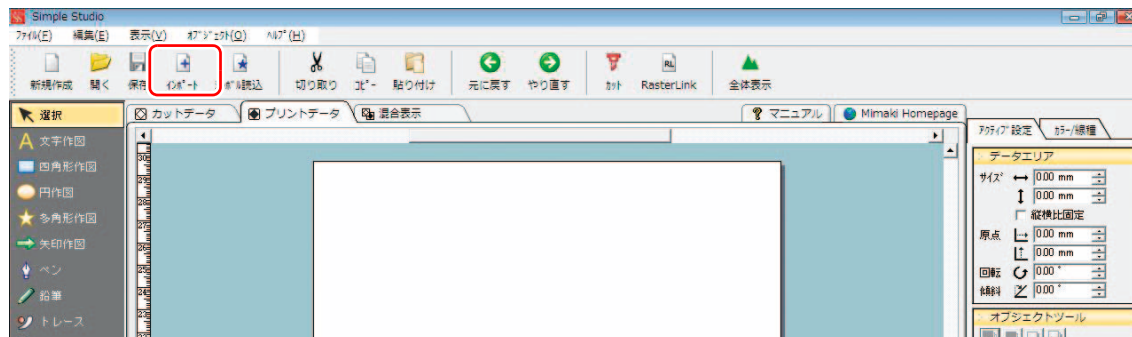 Simple Studio
ﾌｧｲﾙ(F) 編集(E) 表示(V) ｵﾌﾞｼﾞｪｸﾄ(O) ﾍﾙﾌﾟ(H)
新規作成 開く 保存 ｲﾝﾎﾟｰﾄ ﾎﾞﾙ読込 切り取り ｺﾋﾟｰ 貼り付け 元に戻す やり直す ｶｯﾄ RasterLink 全体表示
RL
選択 カットデータ プリントデータ 混合表示 マニュアル Mimaki Homepage
ｱｸﾃｨﾌﾞ設定 ｶﾗｰ/線種
文字作図
四角形作図
円作図
多角形作図
矢印作図
ペン
鉛筆
トレース
データエリア
ｻｲｽﾞ 0.00 mm
0.00 mm
縦横比固定
原点 0.00 mm
0.00 mm
回転 0.00 °
傾斜 0.00 °
オブジェクトツール